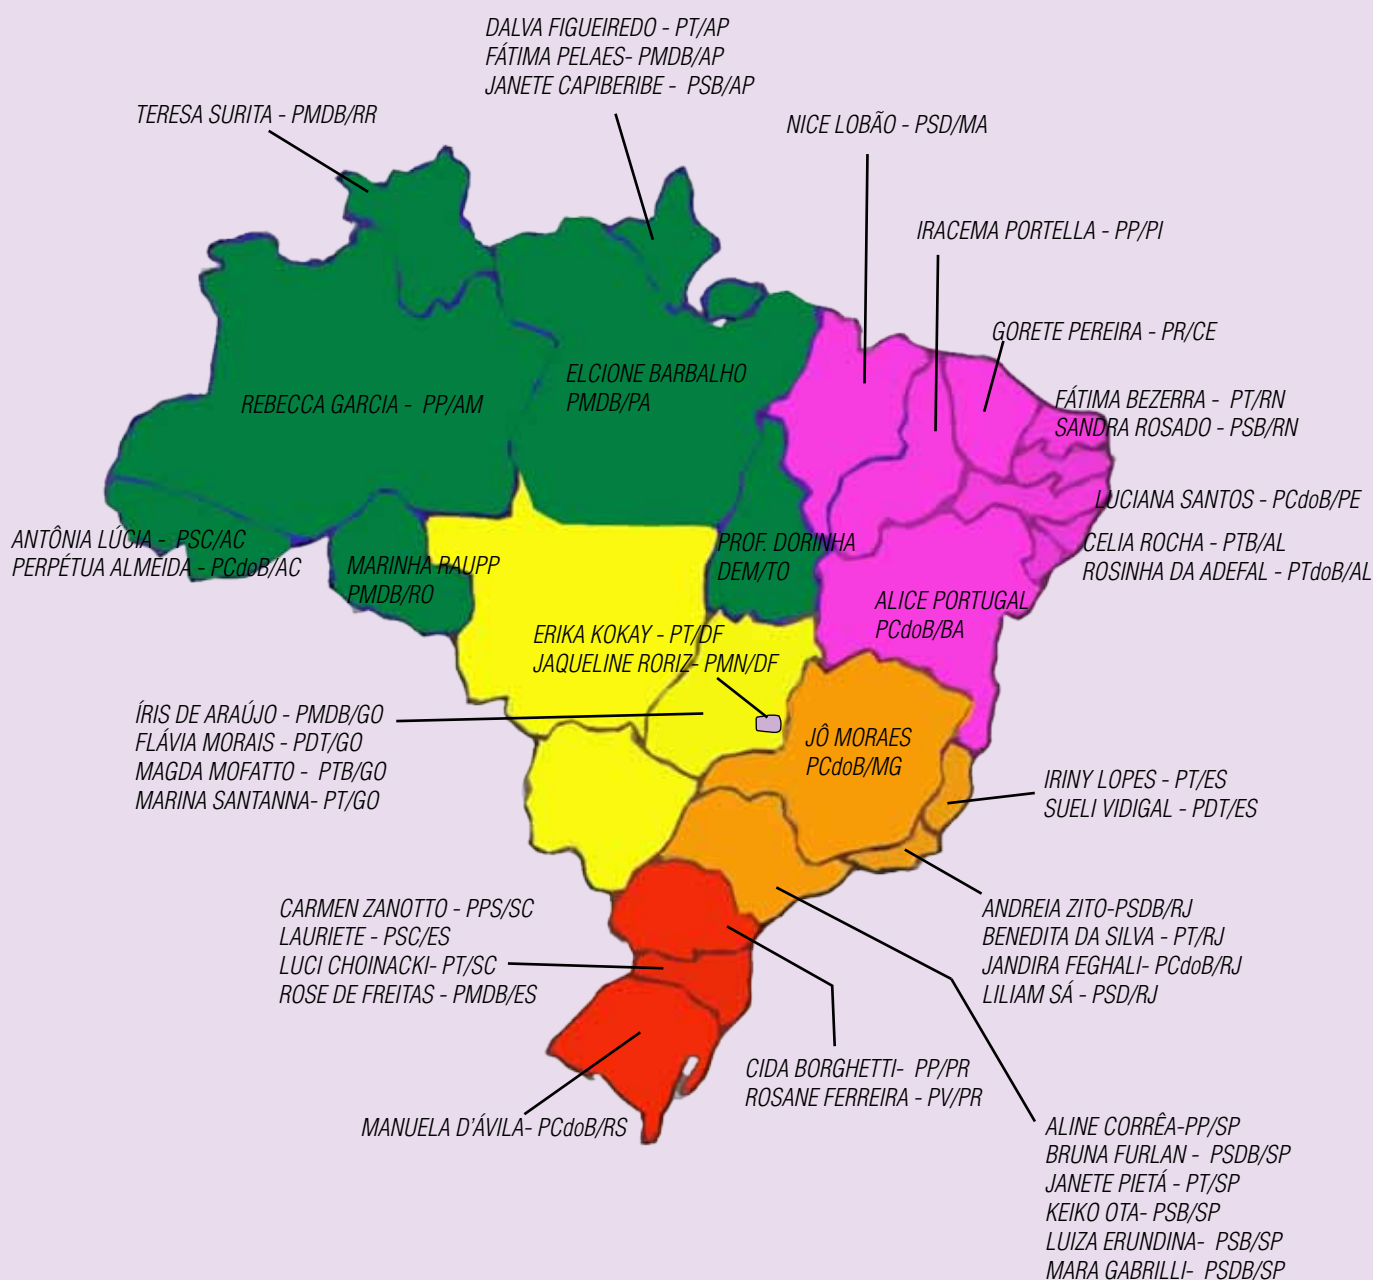 DALVA FIGUEIREDO - PT/AP
FÁTIMA PELAES- PMDB/AP
JANETE CAPIBERIBE - PSB/AP
TERESA SURITA - PMDB/RR
NICE LOBÃO - PSD/MA
IRACEMA PORTELLA - PP/PI
GORETE PEREIRA - PR/CE
ELCIONE BARBALHO
PMDB/PA
REBECCA GARCIA - PP/AM
FÁTIMA BEZERRA - PT/RN
SANDRA ROSADO - PSB/RN
LUCIANA SANTOS - PCdoB/PE
ANTÔNIA LÚCIA - PSC/AC
PERPÉTUA ALMEIDA - PCdoB/AC
MARINHA RAUPP
PMDB/RO
PROF. DORINHA
DEM/TO
CELIA ROCHA - PTB/AL
ROSINHA DA ADEFAL - PTdoB/AL
ALICE PORTUGAL
PCdoB/BA
ERIKA KOKAY - PT/DF
JAQUELINE RORIZ- PMN/DF
ÍRIS DE ARAÚJO - PMDB/GO
FLÁVIA MORAIS - PDT/GO
MAGDA MOFATTO - PTB/GO
MARINA SANTANNA- PT/GO
JÔ MORAES
PCdoB/MG
IRINY LOPES - PT/ES
SUELI VIDIGAL - PDT/ES
CARMEN ZANOTTO - PPS/SC
LAURIETE - PSC/ES
LUCI CHOINACKI- PT/SC
ROSE DE FREITAS - PMDB/ES
ANDREIA ZITO-PSDB/RJ
BENEDITA DA SILVA - PT/RJ
JANDIRA FEGHALI- PCdoB/RJ
LILIAM SÁ - PSD/RJ
CIDA BORGHETTI- PP/PR
ROSANE FERREIRA - PV/PR
MANUELA D'ÁVILA- PCdoB/RS
ALINE CORRÊA-PP/SP
BRUNA FURLAN - PSDB/SP
JANETE PIETÁ - PT/SP
KEIKO OTA- PSB/SP
LUIZA ERUNDINA- PSB/SP
MARA GABRILLI- PSDB/SP